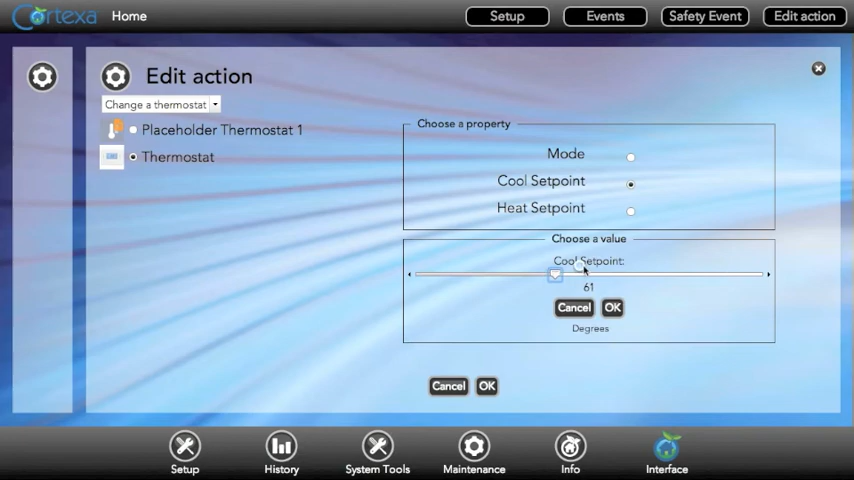 Cortexa Home Setup Events Safety Event Edit action
Edit action
Change a thermostat
Placeholder Thermostat 1
Thermostat
Choose a property
Mode
Cool Setpoint
Heat Setpoint
Choose a value
Cool Setpoint:
61
Cancel OK
Degrees
Cancel OK
Setup History System Tools Maintenance Info Interface